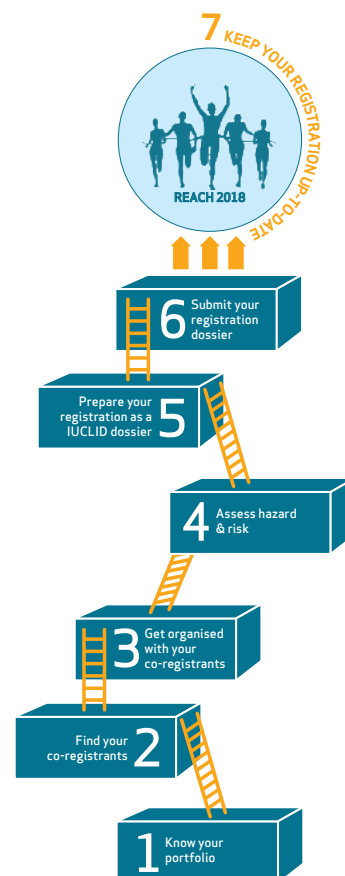 7 KEEP YOUR REGISTRATION UP-TO-DATE
REACH 2018
6 Submit your
registration
dossier
Prepare your
registration as a
IUCLID dossier 5
4 Assess hazard
& risk
3 Get organised
with your
co-registrants
Find your
co-registrants 2
1 Know your
portfolio